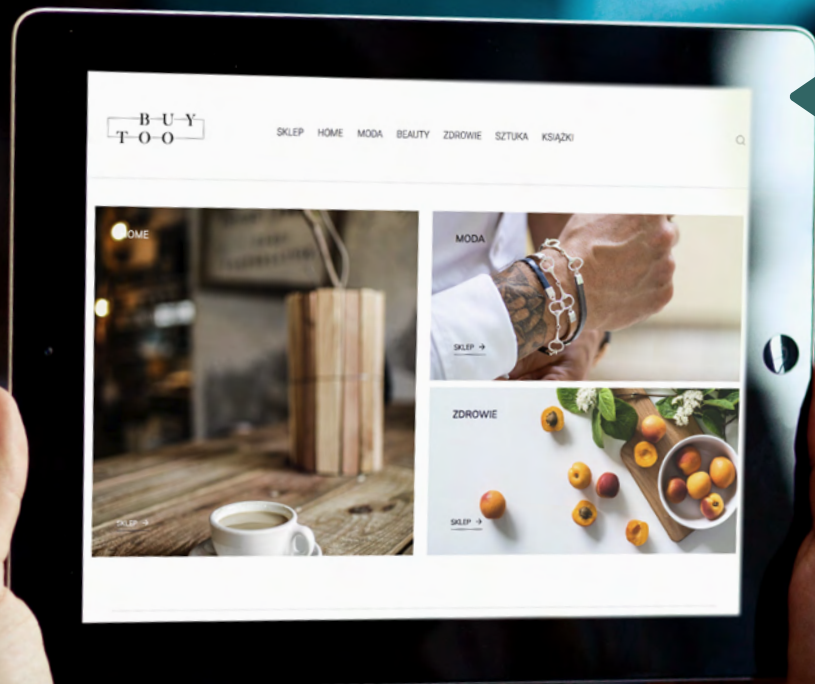 BUY
TOO
SKLEP HOME MODA BEAUTY ZDROWIE SZTUKA KSIĄŻKI
HOME
SKLEP →
MODA
SKLEP →
ZDROWIE
SKLEP →